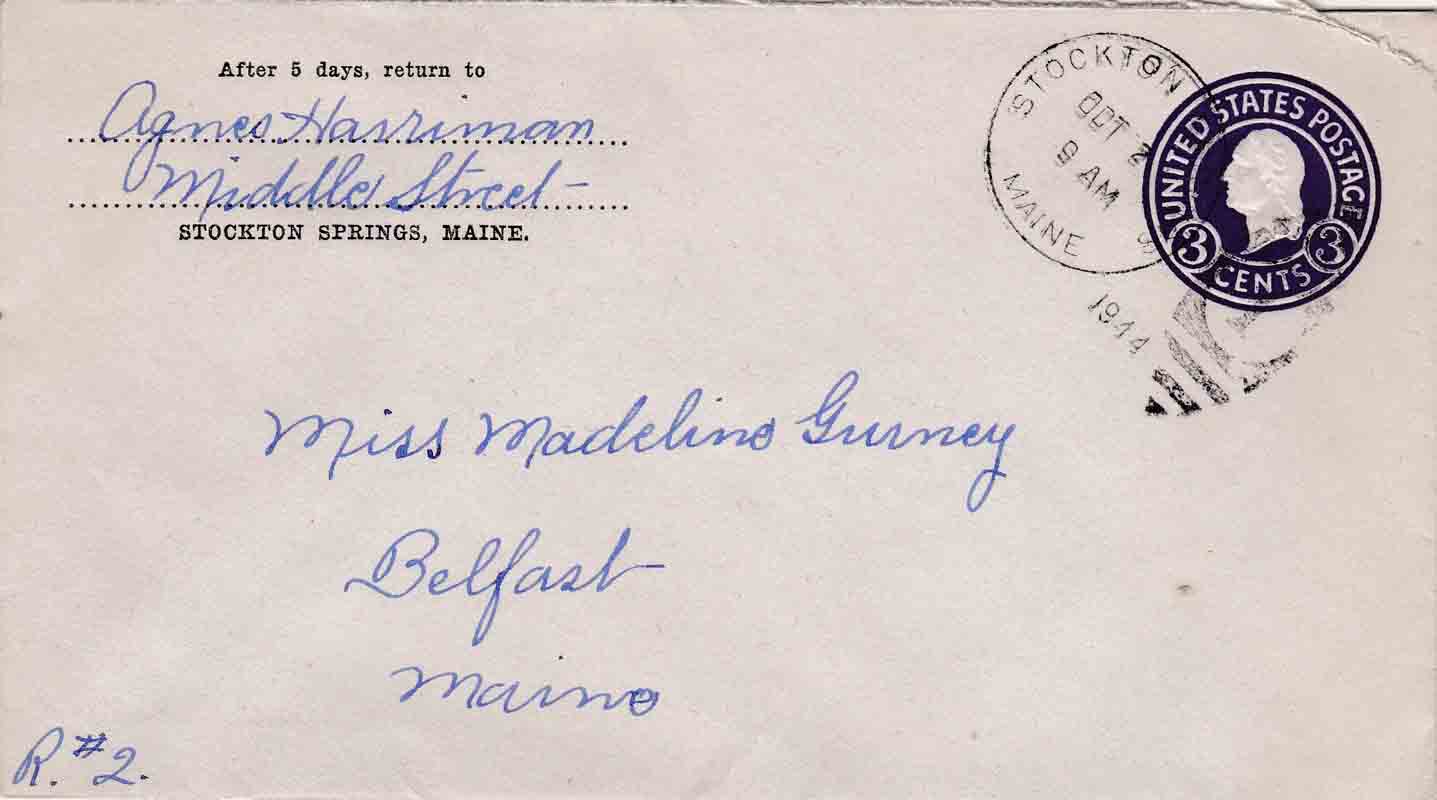 After 5 days, return to
Agnes Harriman
Middle Street
STOCKTON SPRINGS, MAINE.
STOCKTON
OCT 2
9 AM
MAINE
1944
UNITED STATES POSTAGE
3 CENTS 3
Miss Madeline Gurney
Belfast
Maine
R. #2.